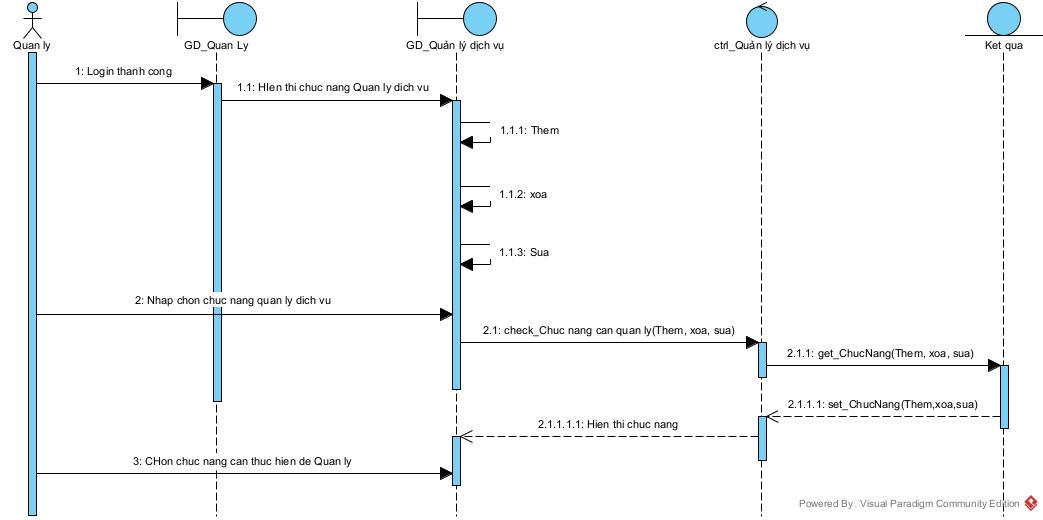 Quan ly
GD_Quan Ly
GD_Quản lý dịch vụ
ctrl_Quản lý dịch vụ
Ket qua
1: Login thanh cong
1.1: HIen thi chuc nang Quan ly dich vu
1.1.1: Them
1.1.2: xoa
1.1.3: Sua
2: Nhap chon chuc nang quan ly dich vu
2.1: check_Chuc nang can quan ly(Them, xoa, sua)
2.1.1: get_ChucNang(Them, xoa, sua)
2.1.1.1: set_ChucNang(Them,xoa,sua)
2.1.1.1.1: Hien thi chuc nang
3: CHon chuc nang can thuc hien de Quan ly
Powered By Visual Paradigm Community Edition